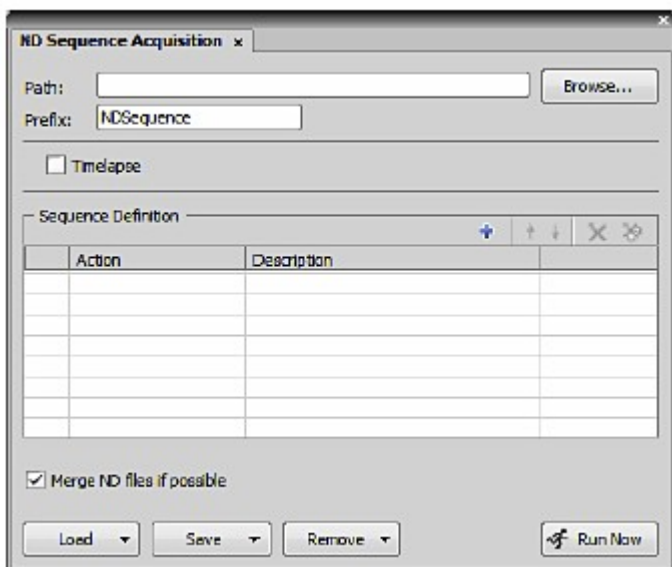 ND Sequence Acquisition x
Path:
Browse...
Prefix: NDSequence
Timelapse
Sequence Definition
Action Description
Merge ND files if possible
Load Save Remove Run Now